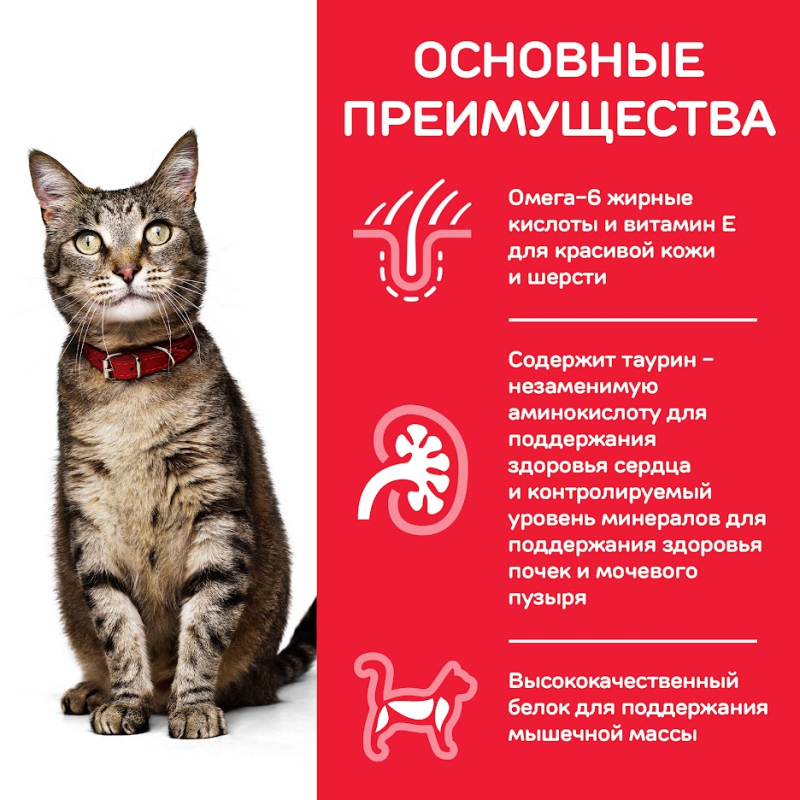 ОСНОВНЫЕ
ПРЕИМУЩЕСТВА
Омега-6 жирные
кислоты и витамин Е
для красивой кожи
и шерсти
Содержит таурин –
незаменимую
аминокислоту для
поддержания
здоровья сердца
и контролируемый
уровень минералов для
поддержания здоровья
почек и мочевого
пузыря
Высококачественный
белок для поддержания
мышечной массы